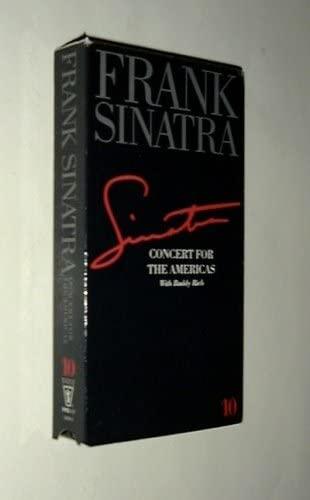 FRANK
SINATRA
Sinatra
CONCERT FOR
THE AMERICAS
With Buddy Rich
10
FRANK SINATRA
10